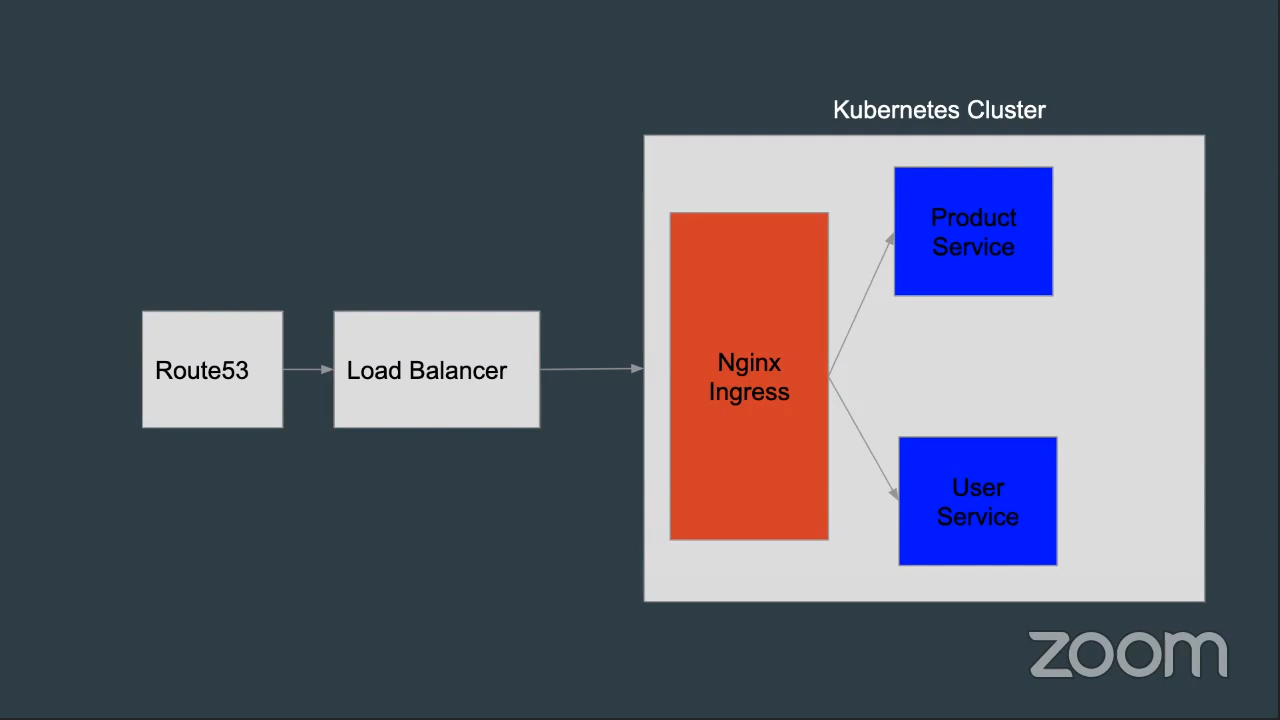 Kubernetes Cluster
Route53
Load Balancer
Nginx
Ingress
Product
Service
User
Service
zoom